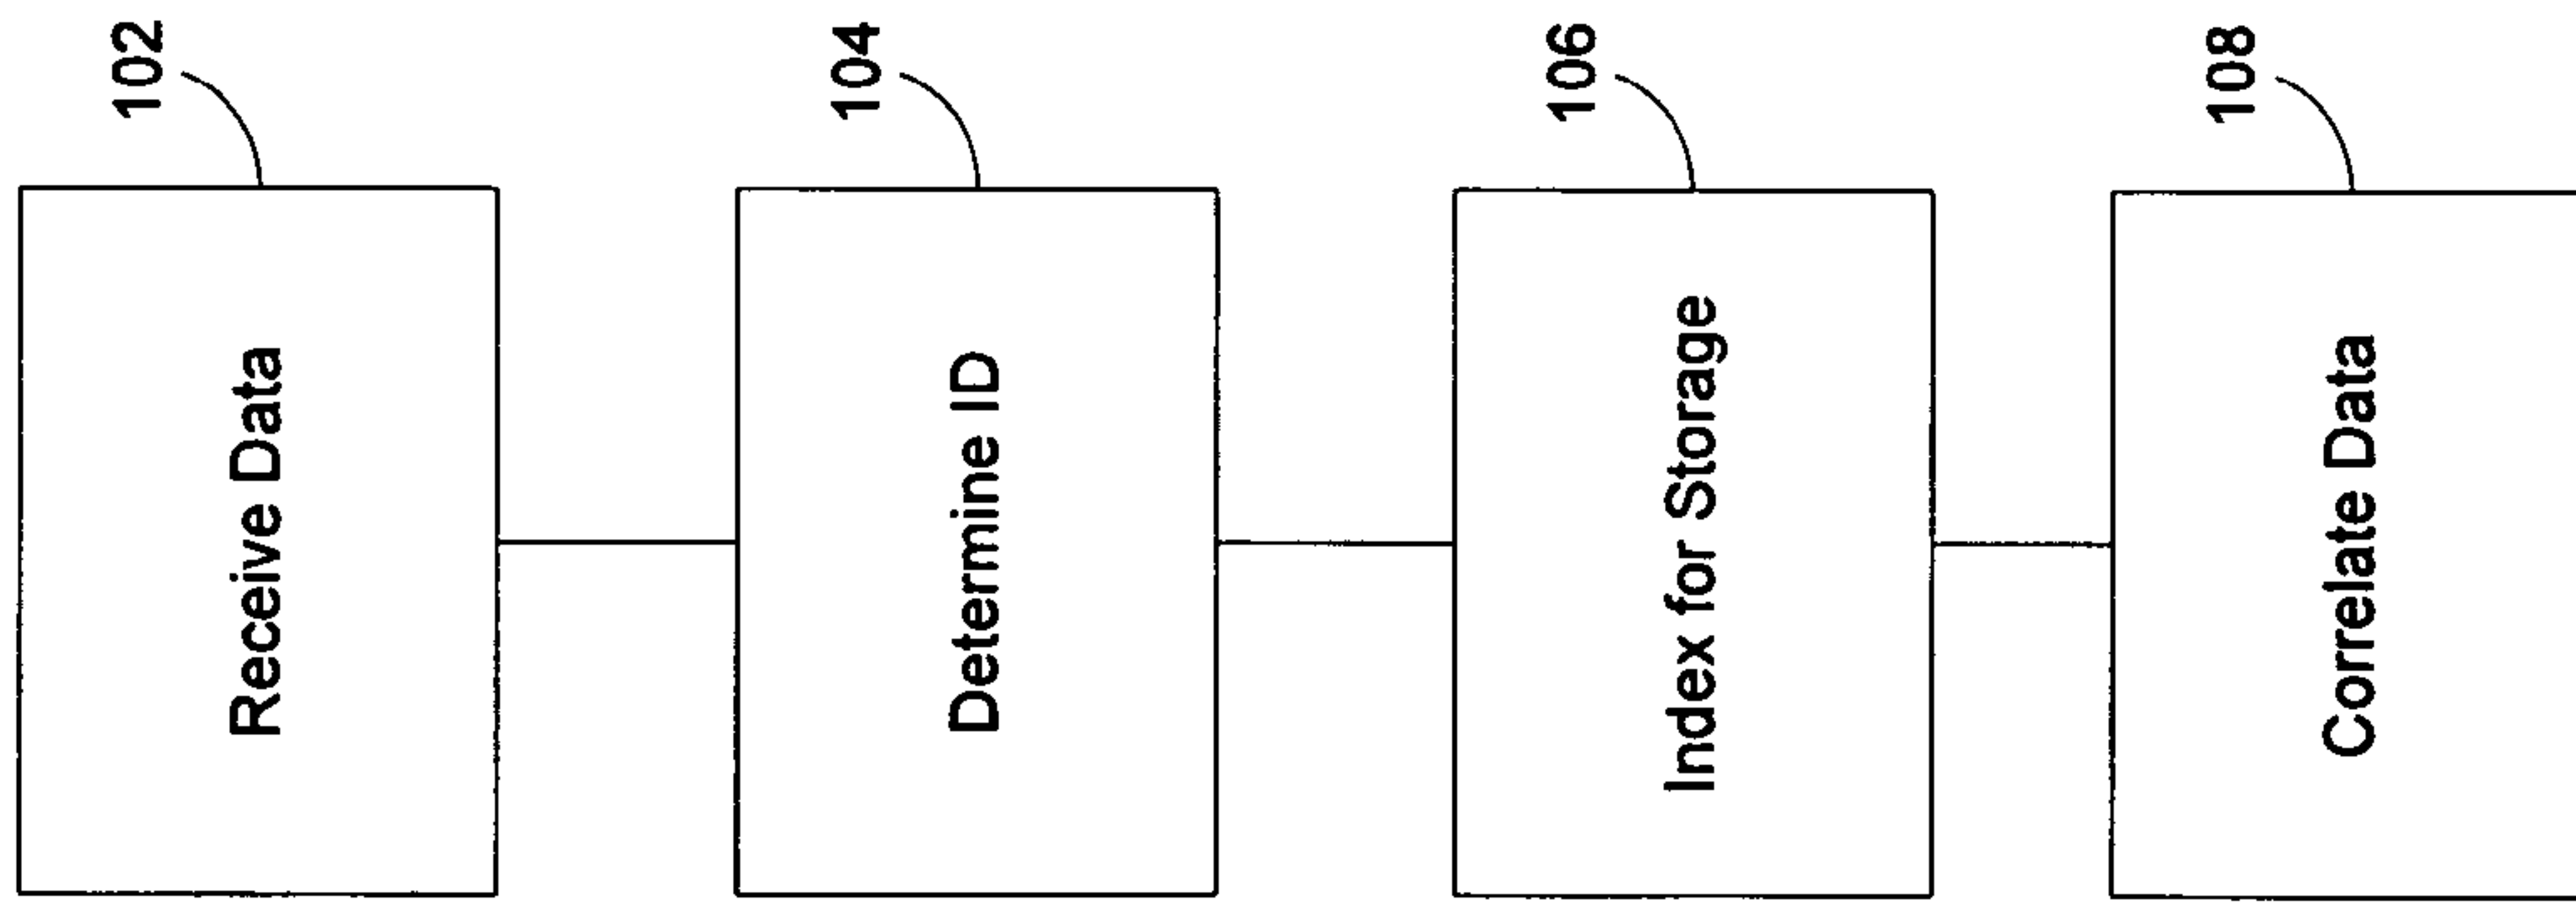 102
Receive Data
104
Determine ID
106
Index for Storage
108
Correlate Data